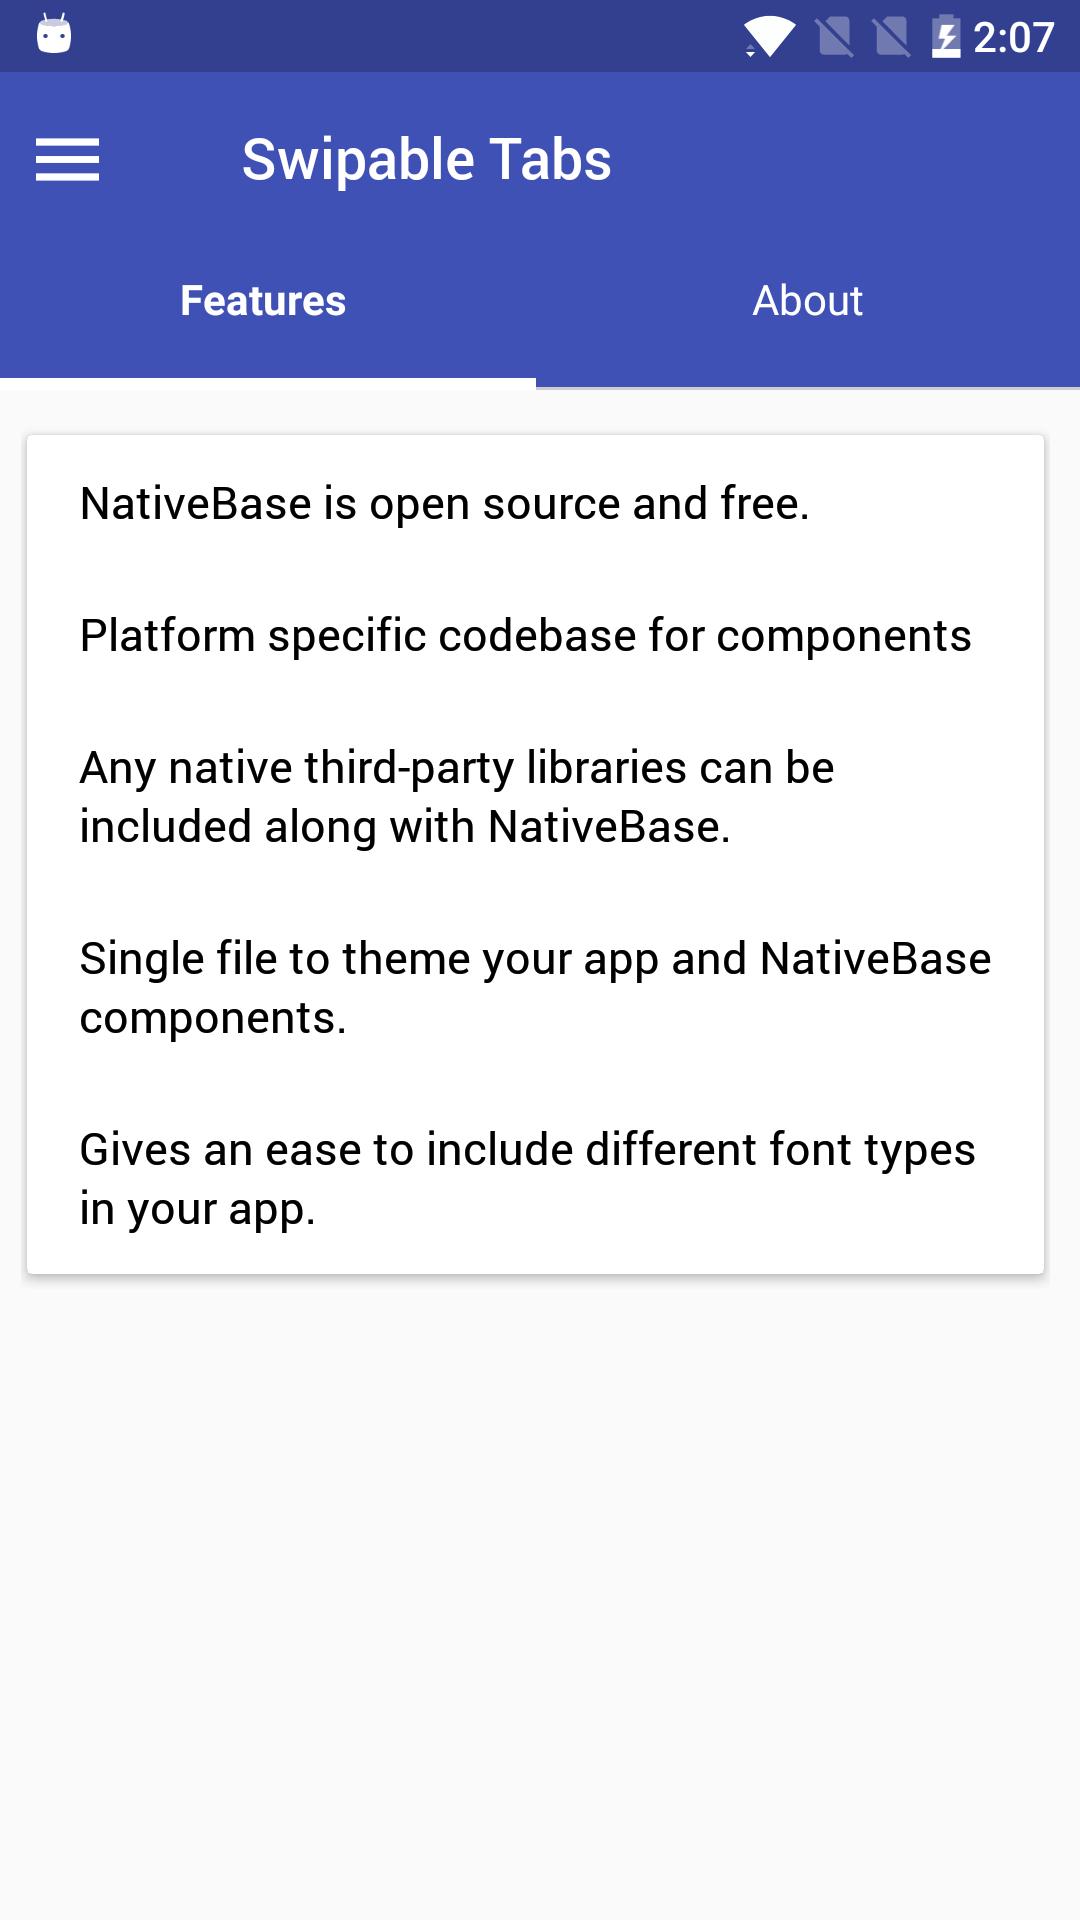 2:07
Swipable Tabs
Features
About
NativeBase is open source and free.
Platform specific codebase for components
Any native third-party libraries can be
included along with NativeBase.
Single file to theme your app and NativeBase
components.
Gives an ease to include different font types
in your app.